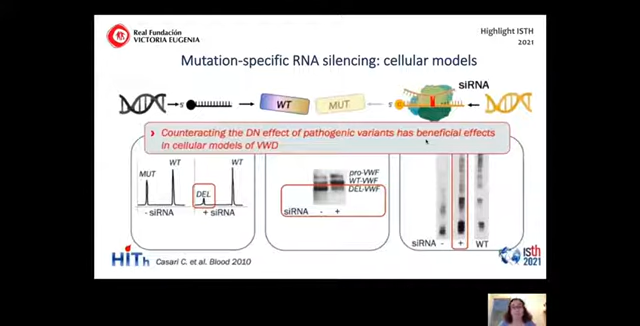 Real Fundación
VICTORIA EUGENIA
Highlight ISTH
2021
Mutation-specific RNA silencing: cellular models
siRNA
5'
WT
MUT
5'
› Counteracting the DN effect of pathogenic variants has beneficial effects
in cellular models of VWD
MUT
WT
DEL
WT
- siRNA
+ siRNA
pro-VWF
WT-VWF
DEL-VWF
siRNA - +
siRNA - + WT
HiTh
Casari C. et al. Blood 2010
isth
2021